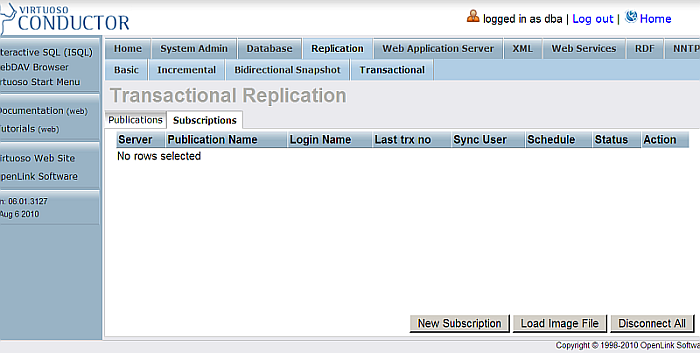 VIRTUOSO
CONDUCTOR
logged in as dba | Log out | Home
Home System Admin Database Replication Web Application Server XML Web Services RDF NNTP
Basic Incremental Bidirectional Snapshot Transactional
nteractive SQL (ISQL)
ebDAV Browser
irtuoso Start Menu
Documentation (web)
utorials (web)
irtuoso Web Site
penLink Software
n: 06.01.3127
Aug 6 2010
Transactional Replication
Publications Subscriptions
Server Publication Name Login Name Last trx no Sync User Schedule Status Action
No rows selected
New Subscription Load Image File Disconnect All
Copyright © 1998-2010 OpenLink Softwa